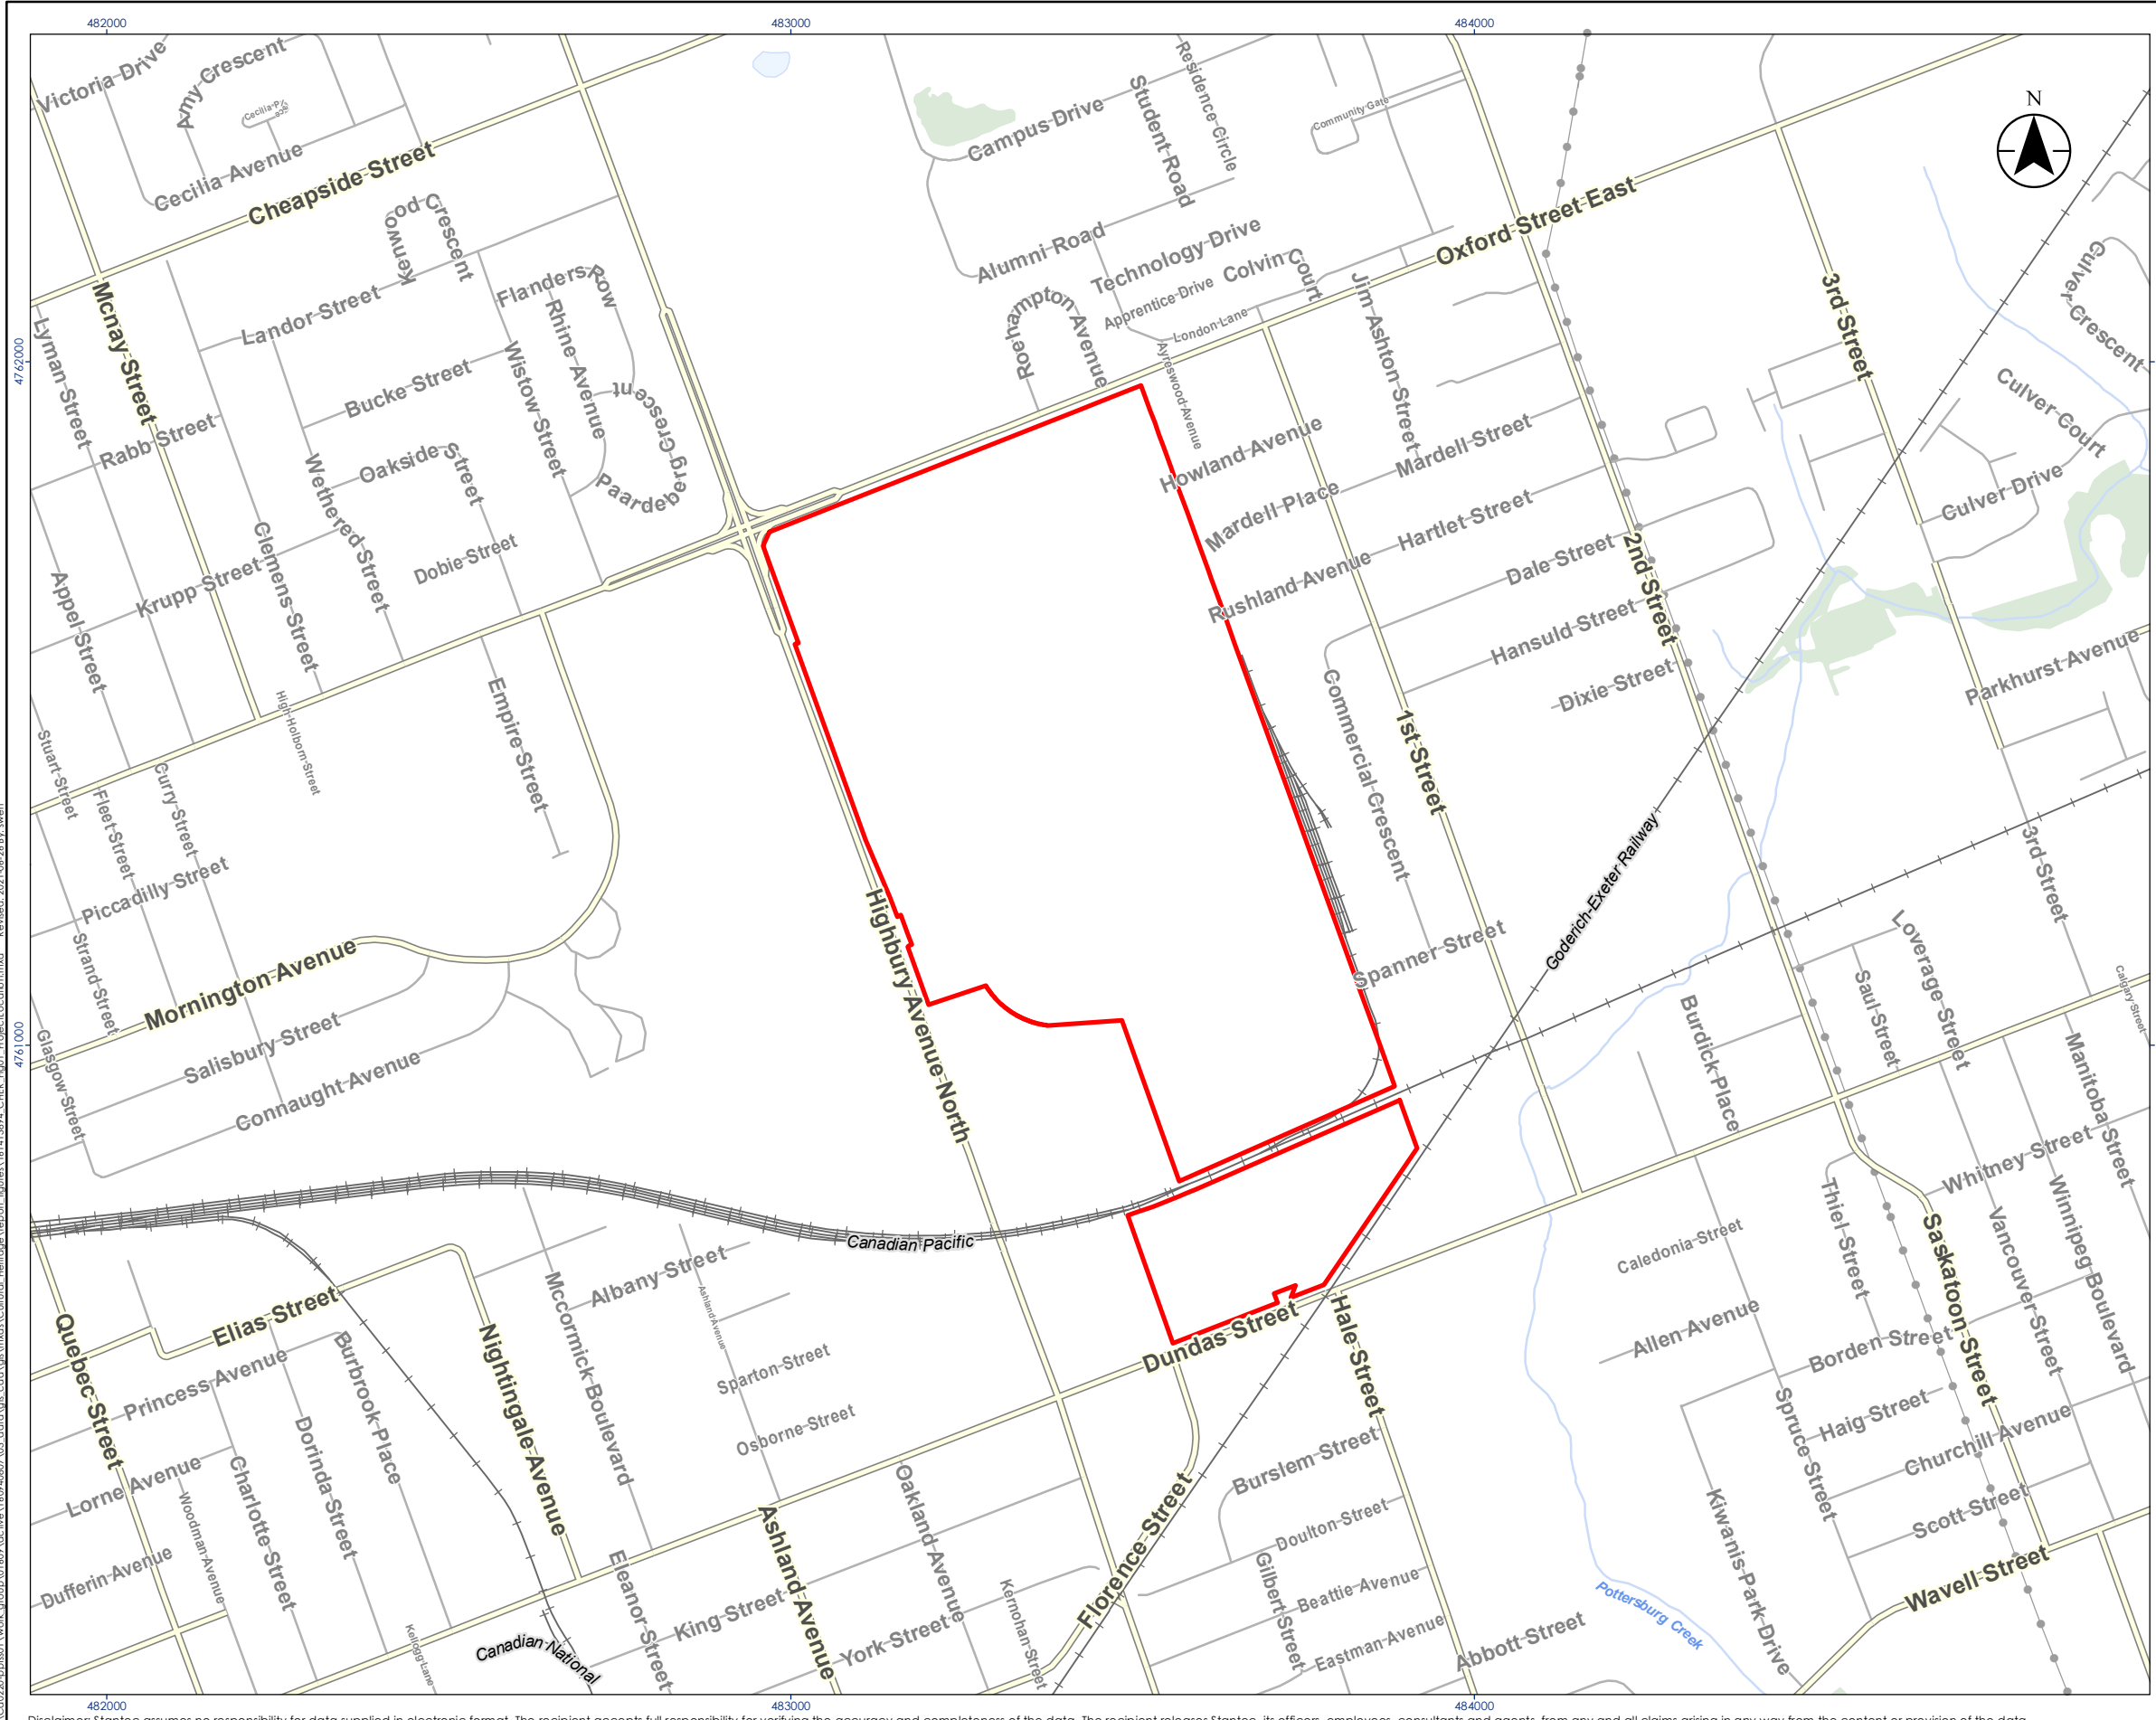 482000
483000
484000
4762000
4761000
N
Victoria Drive
Amy Crescent
Cecilia Avenue
Cheapside Street
Kenwood Crescent
Campus Drive
Student Road
Residence Circle
Community Gate
Alumni Road
Technology Drive
Apprentice Drive
Colvin Court
London Lane
Oxford Street East
Jim Ashton Street
3rd Street
Culver Crescent
Mcnay Street
Lyman Street
Landor Street
Flanders Row
Rhine Avenue
Bucke Street
Wistow Street
Paardeberg Crescent
Roehampton Avenue
Ayreswood Avenue
Rabb Street
Oakside Street
Wethered Street
Clemens Street
Dobie Street
Krupp Street
Appel Street
Howland Avenue
Mardell Street
Mardell Place
Hartlet Street
Rushland Avenue
Dale Street
2nd Street
Hansuld Street
Dixie Street
Culver Court
Culver Drive
Parkhurst Avenue
High Holborn Street
Empire Street
Stuart Street
Fleet Street
Curry Street
Piccadilly Street
Strand Street
Mornington Avenue
Salisbury Street
Connaught Avenue
Glasgow Street
Highbury Avenue North
Commercial Crescent
1st Street
Spanner Street
Goderich-Exeter Railway
3rd Street
Loverage Street
Saul Street
Burdick Place
Calgary Street
Manitoba Street
Whitney Street
Winnipeg Boulevard
Vancouver Street
Thiel Street
Saskatoon Street
Caledonia Street
Allen Avenue
Borden Street
Haig Street
Churchill Avenue
Scott Street
Spruce Street
Kiwanis Park Drive
Wavell Street
Pottersburg Creek
Canadian Pacific
Albany Street
Ashland Avenue
Mccormick Boulevard
Sparton Street
Osborne Street
Elias Street
Quebec Street
Princess Avenue
Burbrook Place
Nightingale Avenue
Dorinda Street
Lorne Avenue
Charlotte Street
Woodman Avenue
Dufferin Avenue
Kellogg Lane
Canadian National
Eleanor Street
King Street
Ashland Avenue
Oakland Avenue
York Street
Kernohan Street
Florence Street
Dundas Street
Hale Street
Burslem Street
Doulton Street
Gilbert Street
Beattie Avenue
Eastman Avenue
Abbott Street
482000
483000
484000